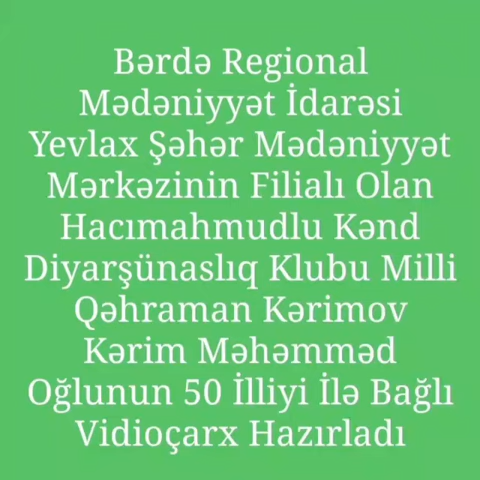 Bərdə Regional
Mədəniyyət İdarəsi
Yevlax Şəhər Mədəniyyət
Mərkəzinin Filialı Olan
Hacımahmudlu Kənd
Diyarşünaslıq Klubu Milli
Qəhraman Kərimov
Kərim Məhəmməd
Oğlunun 50 İlliyi İlə Bağlı
Vidioçarx Hazırladı